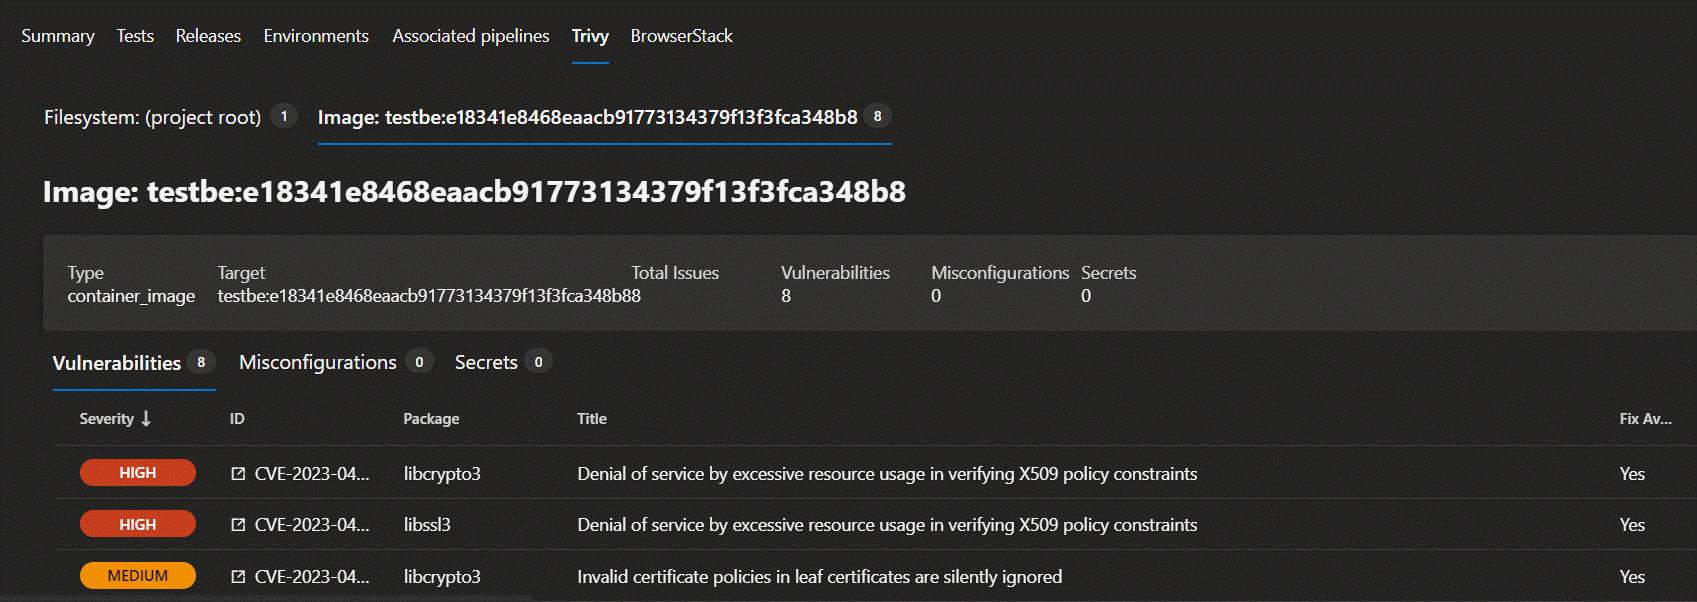 Summary Tests Releases Environments Associated pipelines Trivy BrowserStack
Filesystem: (project root) 1 Image: testbe:e18341e8468eaacb91773134379f13f3fca348b8 8
Image: testbe:e18341e8468eaacb91773134379f13f3fca348b8
Type Target Total Issues Vulnerabilities Misconfigurations Secrets
container_image testbe:e18341e8468eaacb91773134379f13f3fca348b88 8 0 0
Vulnerabilities 8 Misconfigurations 0 Secrets 0
Severity ↓ ID Package Title Fix Av...
HIGH CVE-2023-04... libcrypto3 Denial of service by excessive resource usage in verifying X509 policy constraints Yes
HIGH CVE-2023-04... libssl3 Denial of service by excessive resource usage in verifying X509 policy constraints Yes
MEDIUM CVE-2023-04... libcrypto3 Invalid certificate policies in leaf certificates are silently ignored Yes